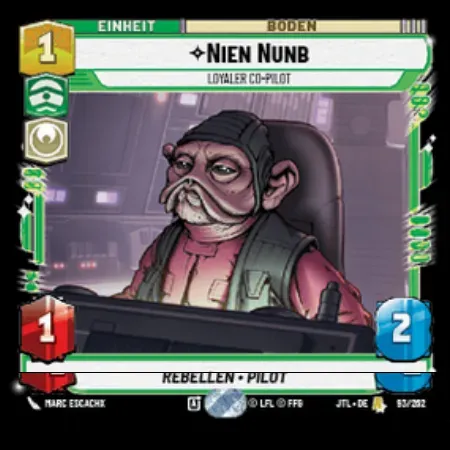 EINHEIT BODEN
1 NIEN NUNB
LOYALER CO-PILOT
1 2
REBELLEN • PILOT
MARC ESCACHX A © LFL © FFG JTL • DE 93/262